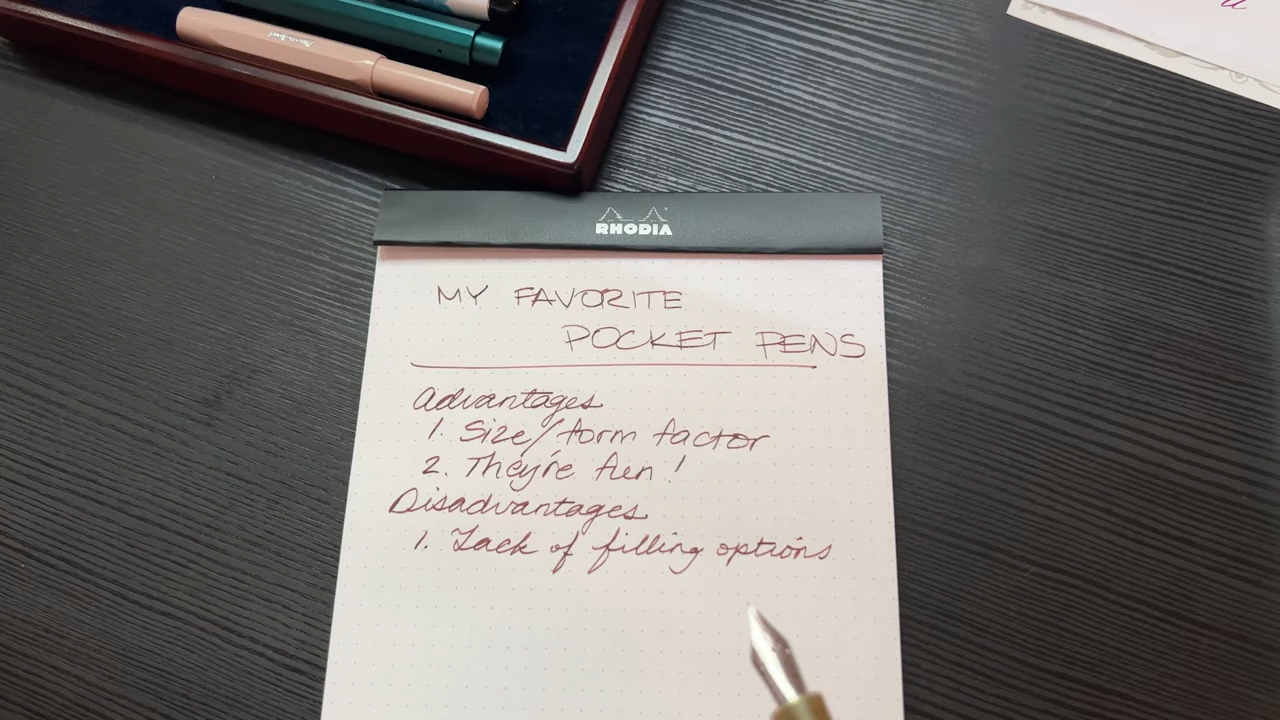 RHODIA
MY FAVORITE
POCKET PENS
Advantages
1. Size/form factor
2. They're fun!
Disadvantages
1. Lack of filling options